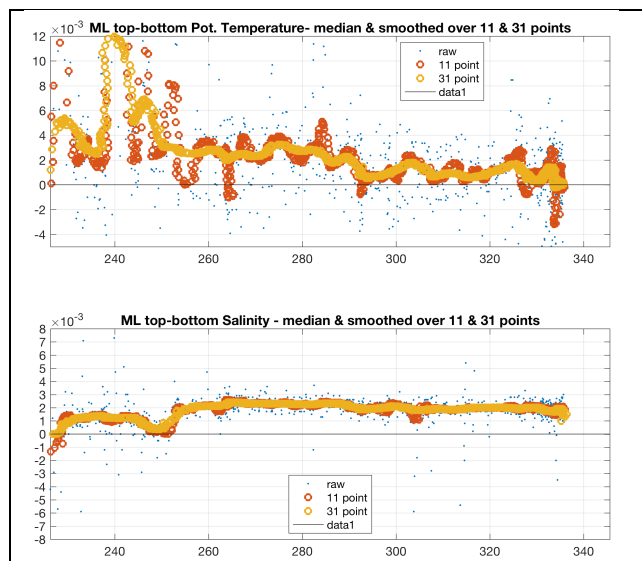 ML top-bottom Pot. Temperature- median & smoothed over 11 & 31 points
×10⁻³
12
10
8
6
4
2
0
-2
-4
raw
11 point
31 point
data1
240 260 280 300 320 340
ML top-bottom Salinity - median & smoothed over 11 & 31 points
×10⁻³
8
7
6
5
4
3
2
1
0
-1
-2
-3
-4
-5
-6
-7
-8
raw
11 point
31 point
data1
240 260 280 300 320 340